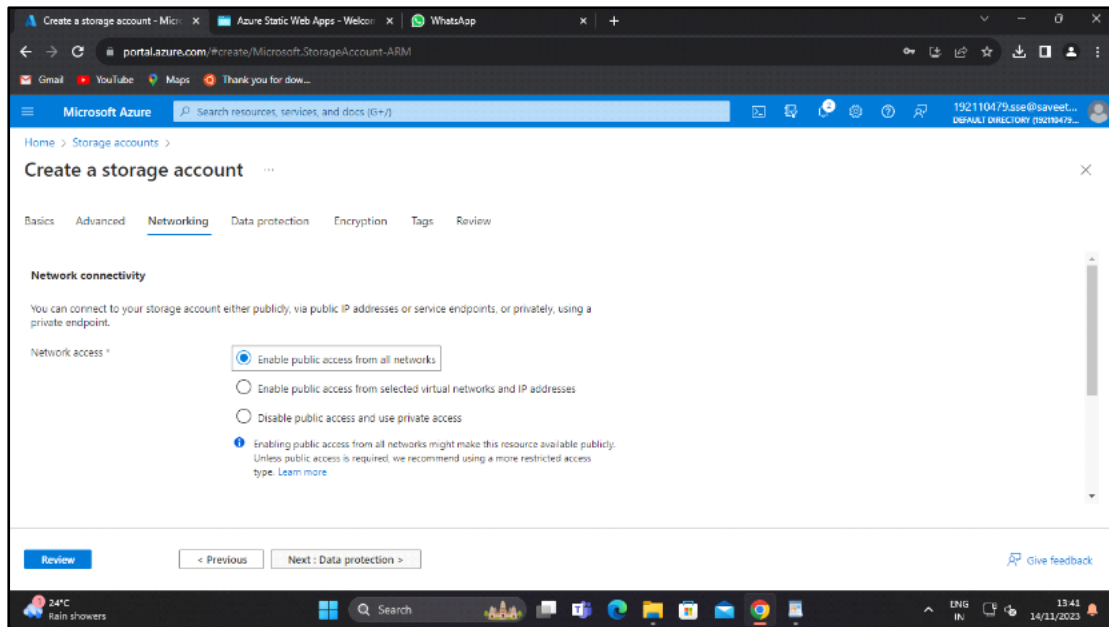 Create a storage account - Micr
Azure Static Web Apps - Welcom
WhatsApp
portal.azure.com/#create/Microsoft.StorageAccount-ARM
Gmail
YouTube
Maps
Thank you for dow...
Microsoft Azure
Search resources, services, and docs (G+/)
2
192110479.sse@saveet...
DEFAULT DIRECTORY (192110479...
Home > Storage accounts >
Create a storage account ...
Basics
Advanced
Networking
Data protection
Encryption
Tags
Review
Network connectivity
You can connect to your storage account either publicly, via public IP addresses or service endpoints, or privately, using a
private endpoint.
Network access *
Enable public access from all networks
Enable public access from selected virtual networks and IP addresses
Disable public access and use private access
Enabling public access from all networks might make this resource available publicly.
Unless public access is required, we recommend using a more restricted access
type. Learn more
Review
< Previous
Next : Data protection >
Give feedback
1
24°C
Rain showers
Search
ENG
IN
13:41
14/11/2023